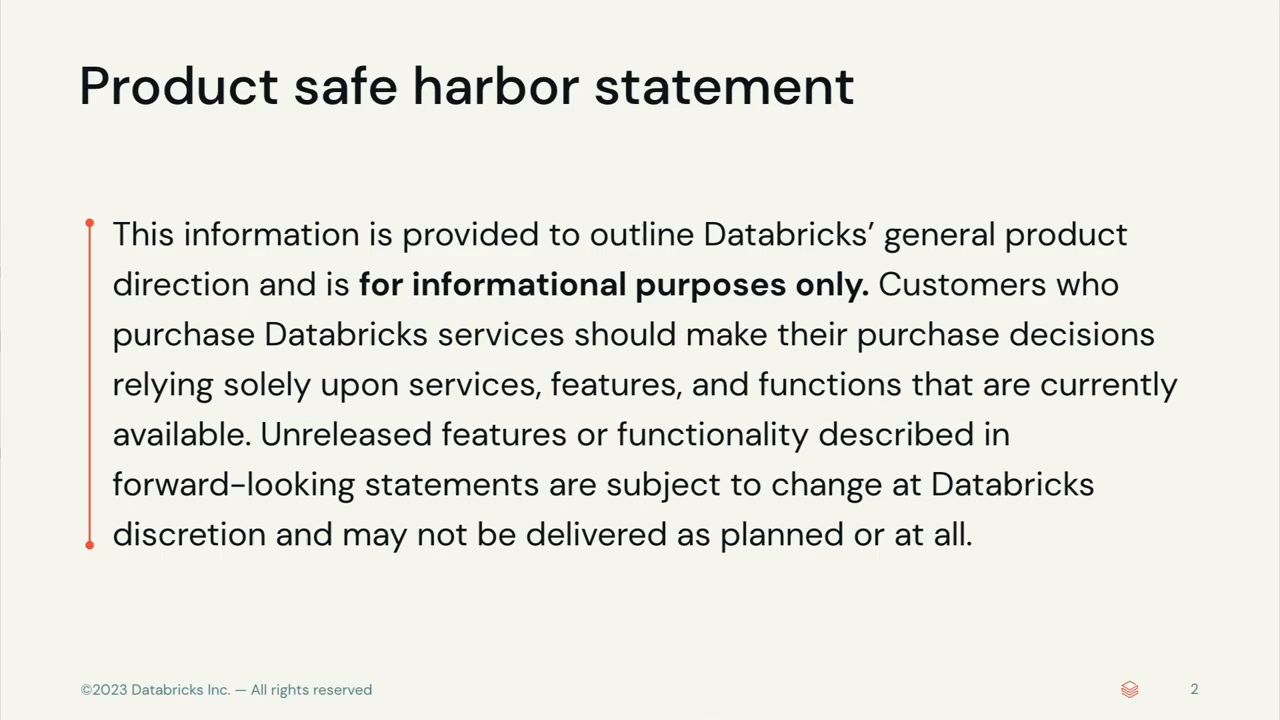 Product safe harbor statement
This information is provided to outline Databricks’ general product
direction and is for informational purposes only. Customers who
purchase Databricks services should make their purchase decisions
relying solely upon services, features, and functions that are currently
available. Unreleased features or functionality described in
forward-looking statements are subject to change at Databricks
discretion and may not be delivered as planned or at all.
©2023 Databricks Inc. — All rights reserved
2